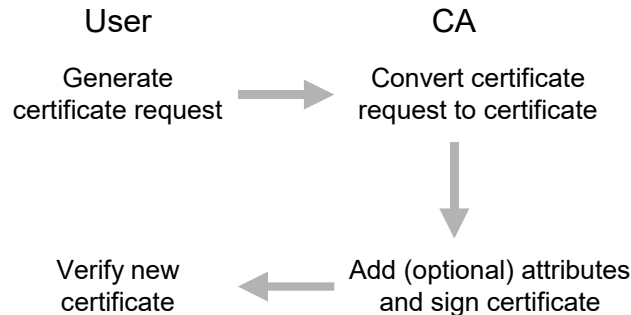 User
CA
Generate
certificate request
Convert certificate
request to certificate
Verify new
certificate
Add (optional) attributes
and sign certificate